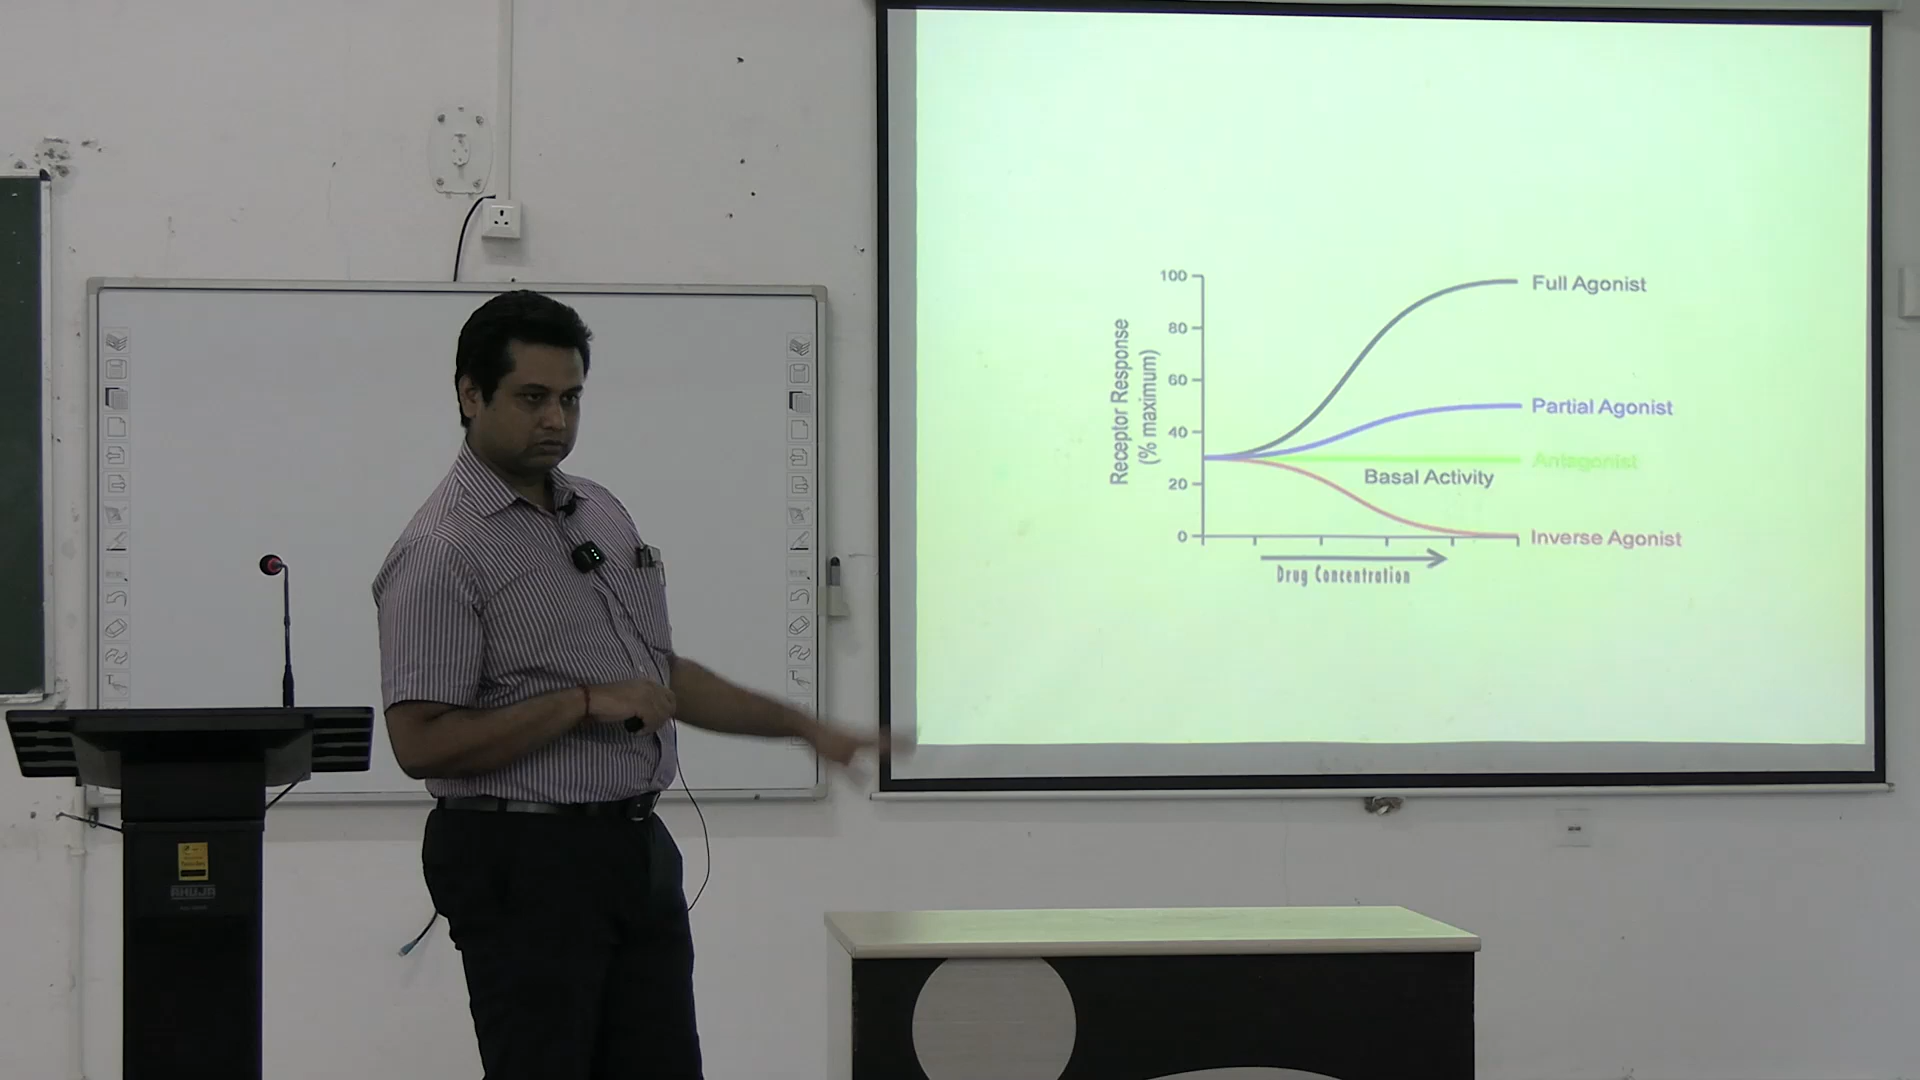 100
Full Agonist
80
Receptor Response
(% maximum)
60
Partial Agonist
40
Antagonist
Basal Activity
20
0
Inverse Agonist
Drug Concentration
AHUJA